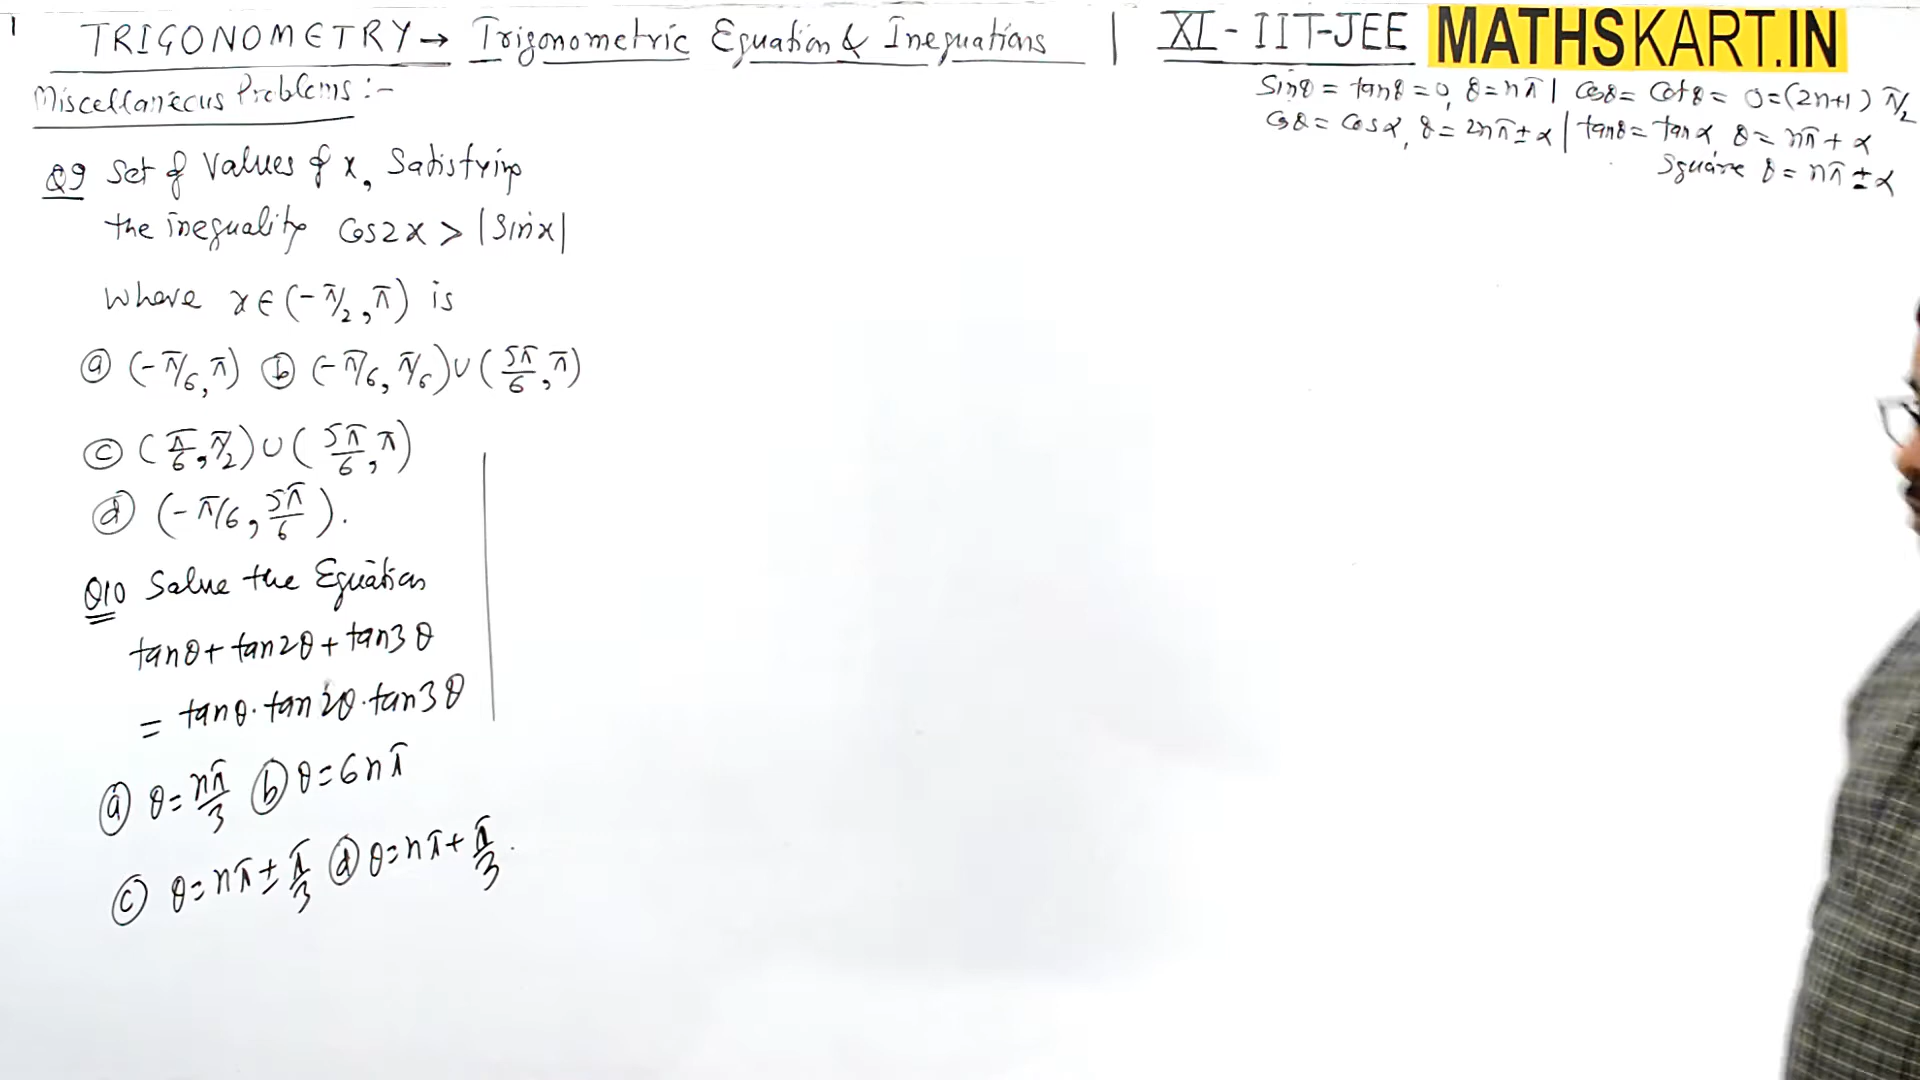 1
TRIGONOMETRY → Trigonometric Equation & Inequations | XI - IIT-JEE MATHSKART.IN
Miscellaneous Problems :-
Sinθ = tanθ = 0, θ = nπ | Cosθ = Cotθ = 0 = (2n+1) π/2
Cosθ = Cosα, θ = 2nπ ± α | tanθ = tanα, θ = nπ + α
Square θ = nπ ± α
Q9 Set of Values of x, Satisfying
the inequality Cos2x > |Sinx|
Where x ∈ (-π/2, π) is
(a) (-π/6, π) (b) (-π/6, π/6) ∪ (5π/6, π)
(c) (π/6, π/2) ∪ (5π/6, π)
(d) (-π/6, 5π/6).
Q10 Solve the Equation
tanθ + tan2θ + tan3θ
= tanθ · tan2θ · tan3θ
(a) θ = nπ/3 (b) θ = 6nπ
(c) θ = nπ ± π/3 (d) θ = nπ + π/3.